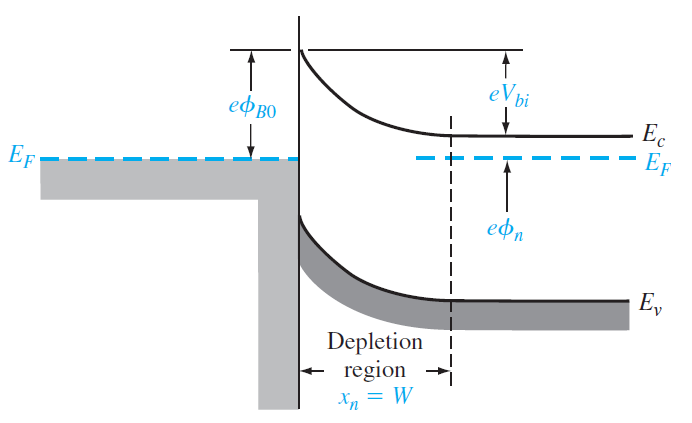 eϕB0
eVbi
Ec
EF
EF
eϕn
Ev
Depletion
region
xn = W